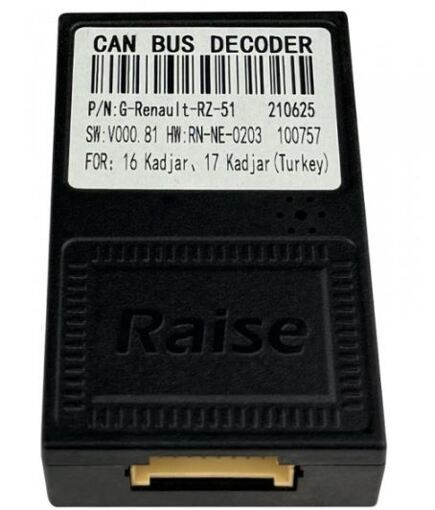 CAN BUS DECODER
P/N:G-Renault-RZ-51 210625
SW:V000.81 HW:RN-NE-0203 100757
FOR: 16 Kadjar、17 Kadjar(Turkey)
Raise